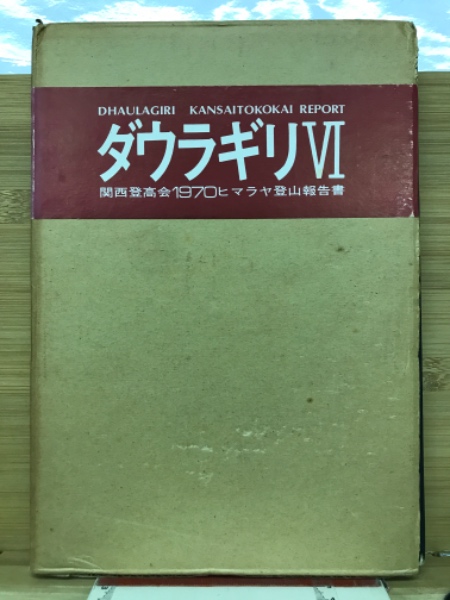 DHAULAGIRI KANSAITOKOKAI REPORT
ダウラギリⅥ
関西登高会1970ヒマラヤ登山報告書